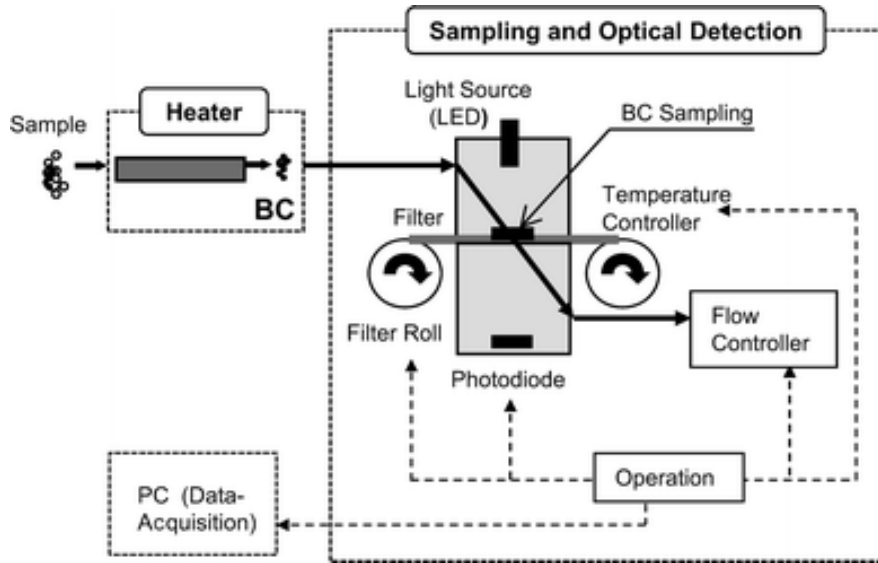 Sampling and Optical Detection
Heater
Sample
BC
Light Source
(LED)
BC Sampling
Filter
Temperature
Controller
Filter Roll
Photodiode
Flow
Controller
Operation
PC (Data-
Acquisition)